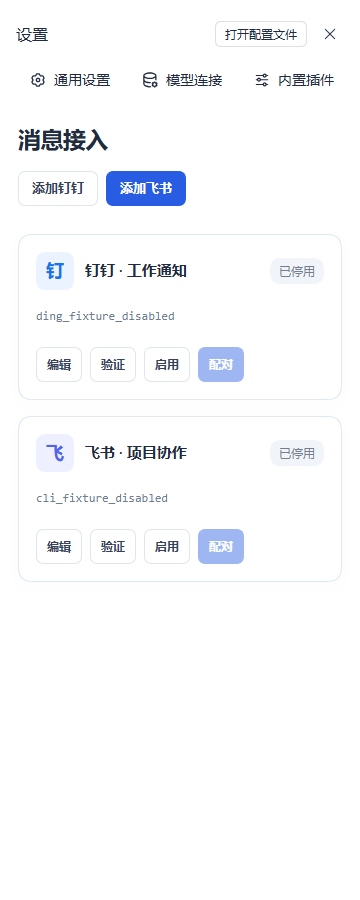 设置
打开配置文件
通用设置 模型连接 内置插件
消息接入
添加钉钉 添加飞书
钉 钉钉 · 工作通知 已停用
ding_fixture_disabled
编辑 验证 启用 配对
飞 飞书 · 项目协作 已停用
cli_fixture_disabled
编辑 验证 启用 配对